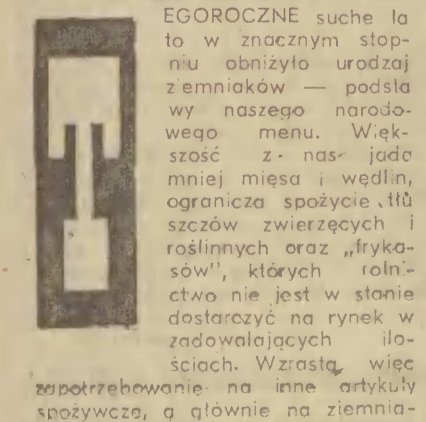 TEGOROCZNE suche la
to w znacznym stop-
niu obniżyło urodzaj
ziemniaków — podsta
wy naszego narodo-
wego menu. Więk-
szość z nas jada
mniej mięsa i wędlin,
ogranicza spożycie tłu
szczów zwierzęcych i
roślinnych oraz „fryka-
sów”, których rolni-
ctwo nie jest w stanie
dostarczyć na rynek w
zadowalających ilo-
ściach. Wzrasta więc
zapotrzebowanie na inne artykuły
spożywcze, a głównie na ziemnia-